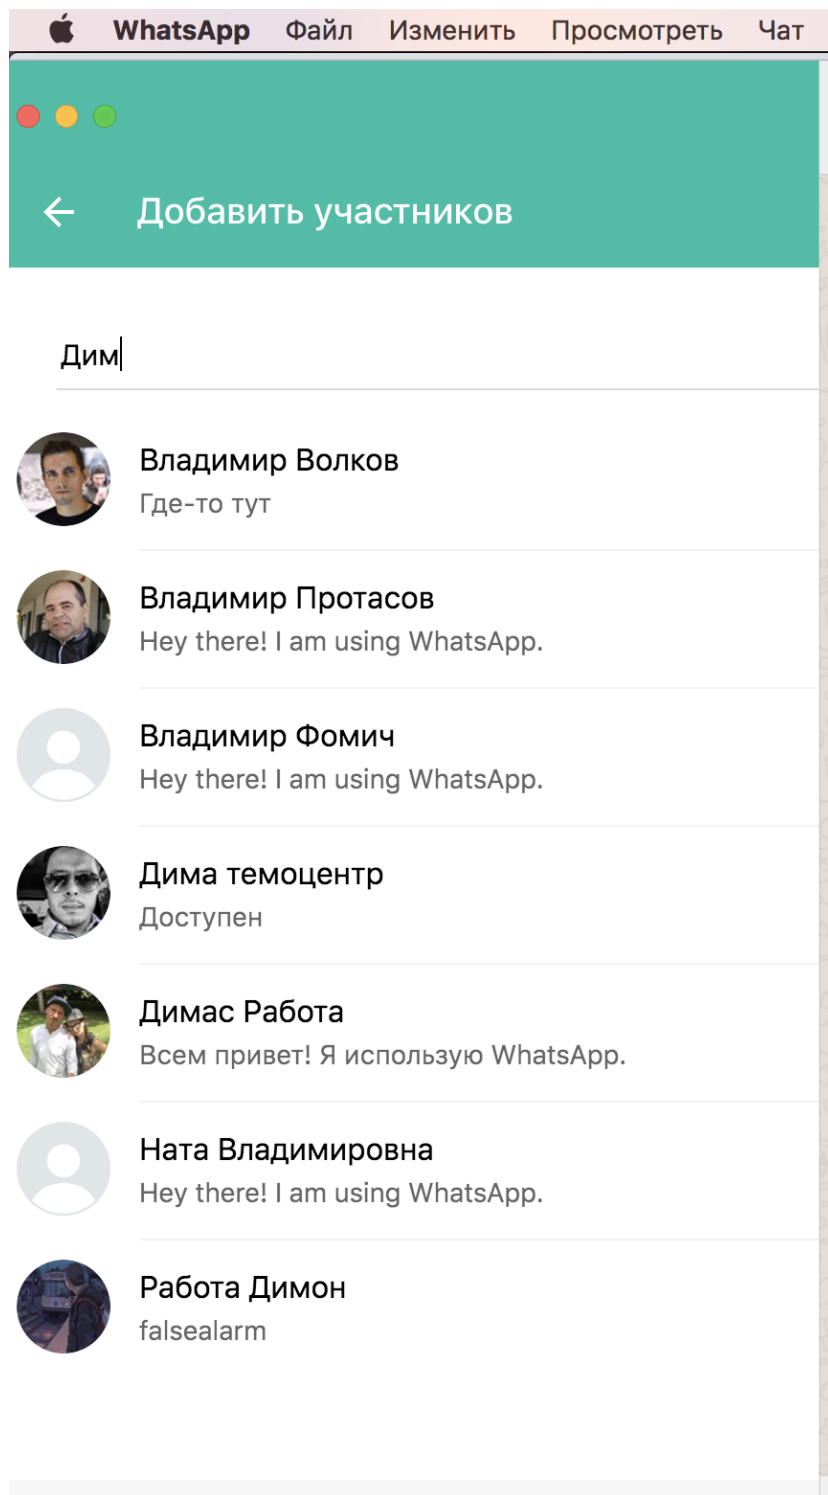 WhatsApp Файл Изменить Просмотреть Чат
Добавить участников
Дим
Владимир Волков
Где-то тут
Владимир Протасов
Hey there! I am using WhatsApp.
Владимир Фомич
Hey there! I am using WhatsApp.
Дима темоцентр
Доступен
Димас Работа
Всем привет! Я использую WhatsApp.
Ната Владимировна
Hey there! I am using WhatsApp.
Работа Димон
falsealarm